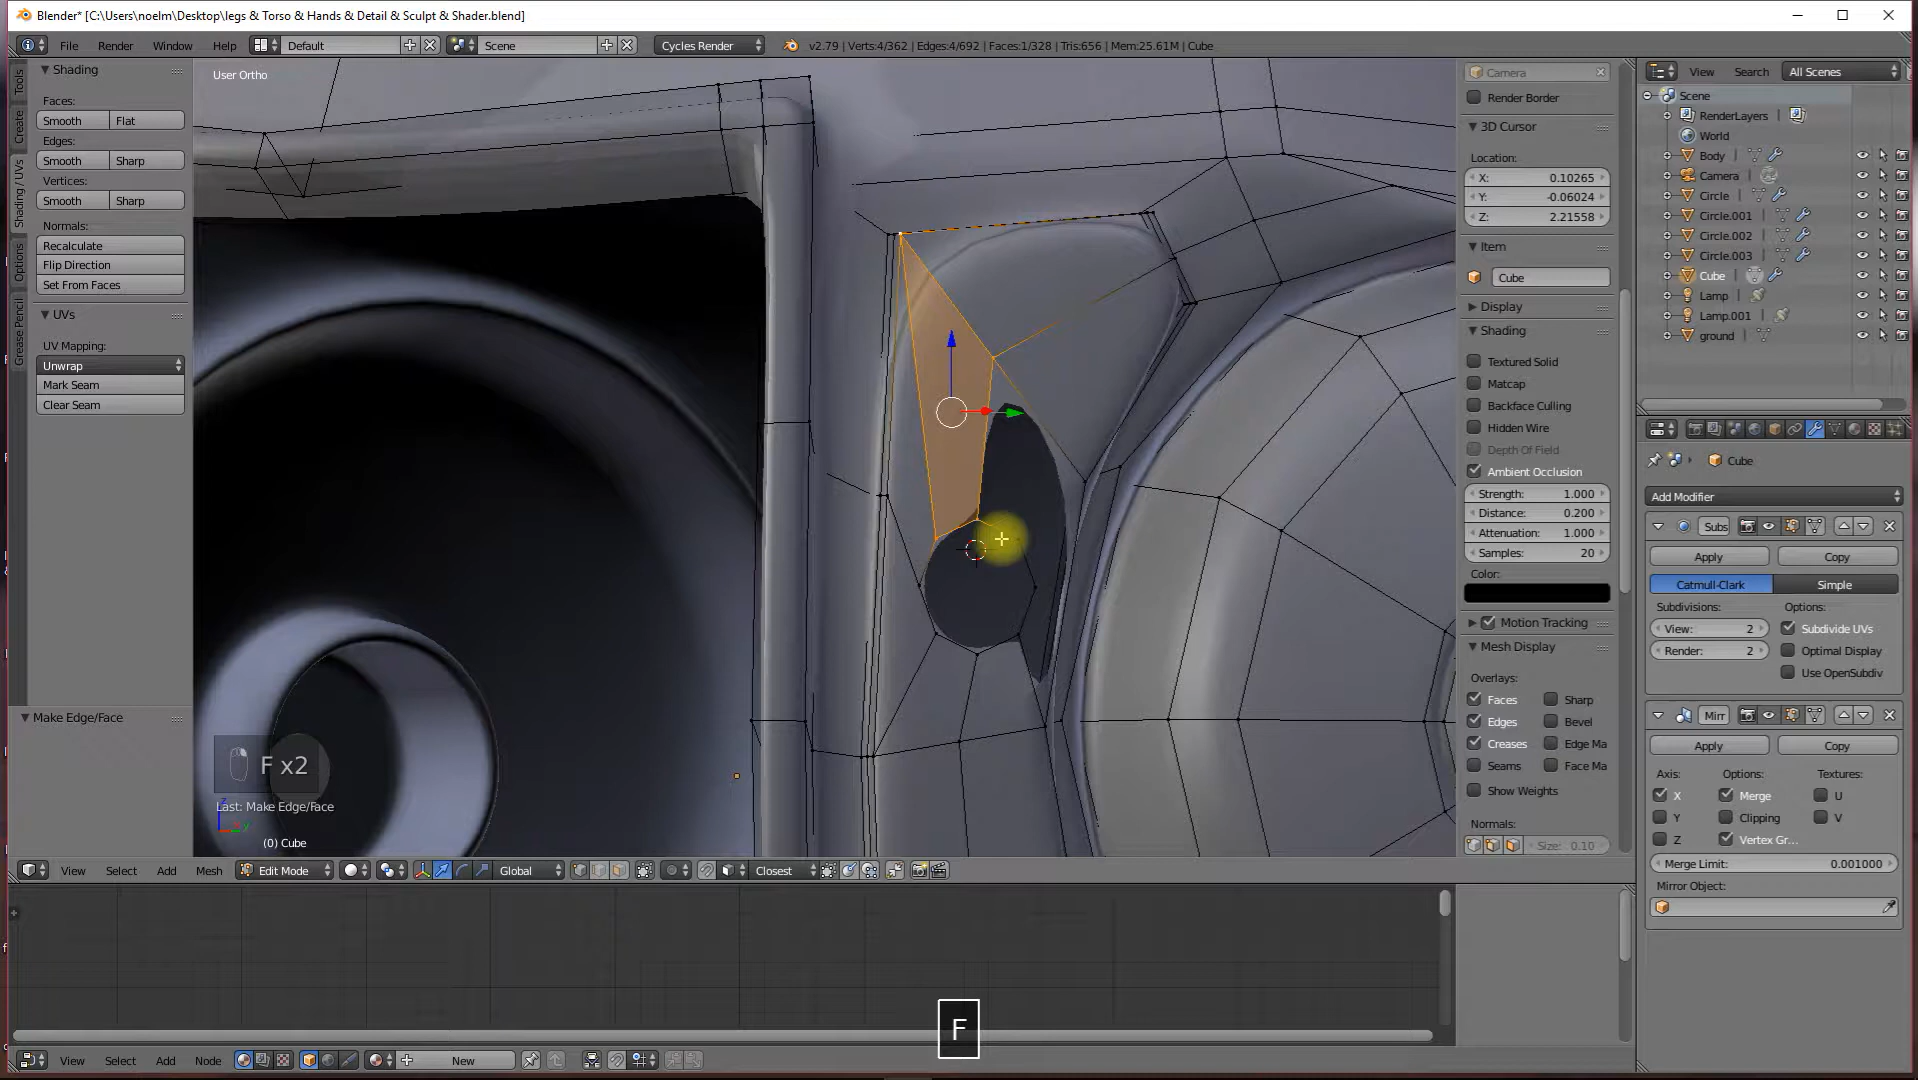 Blender* [C:\Users\noelm\Desktop\legs & Torso & Hands & Detail & Sculpt & Shader.blend]
File Render Window Help Default Scene Cycles Render v2.79 | Verts:4/362 | Edges:4/692 | Faces:1/328 | Tris:656 | Mem:25.61M | Cube
Tools
Create
Shading / UVs
Options
Grease Pencil
Shading
Faces:
Smooth Flat
Edges:
Smooth Sharp
Vertices:
Smooth Sharp
Normals:
Recalculate
Flip Direction
Set From Faces
UVs
UV Mapping:
Unwrap
Mark Seam
Clear Seam
Make Edge/Face
User Ortho
F x2
Last: Make Edge/Face
(0) Cube
View Select Add Mesh Edit Mode Global Closest
F
View Select Add Node New
Camera
Render Border
3D Cursor
Location:
X: 0.10265
Y: -0.06024
Z: 2.21558
Item
Cube
Display
Shading
Textured Solid
Matcap
Backface Culling
Hidden Wire
Depth Of Field
Ambient Occlusion
Strength: 1.000
Distance: 0.200
Attenuation: 1.000
Samples: 20
Color:
Motion Tracking
Mesh Display
Overlays:
Faces Sharp
Edges Bevel
Creases Edge Ma
Seams Face Ma
Show Weights
Normals:
Size: 0.10
View Search All Scenes
Scene
RenderLayers
World
Body
Camera
Circle
Circle.001
Circle.002
Circle.003
Cube
Lamp
Lamp.001
ground
Cube
Add Modifier
Subs
Apply Copy
Catmull-Clark Simple
Subdivisions: Options:
View: 2 Subdivide UVs
Render: 2 Optimal Display
Use OpenSubdiv
Mirr
Apply Copy
Axis: Options: Textures:
X Merge U
Y Clipping V
Z Vertex Gr...
Merge Limit: 0.001000
Mirror Object: